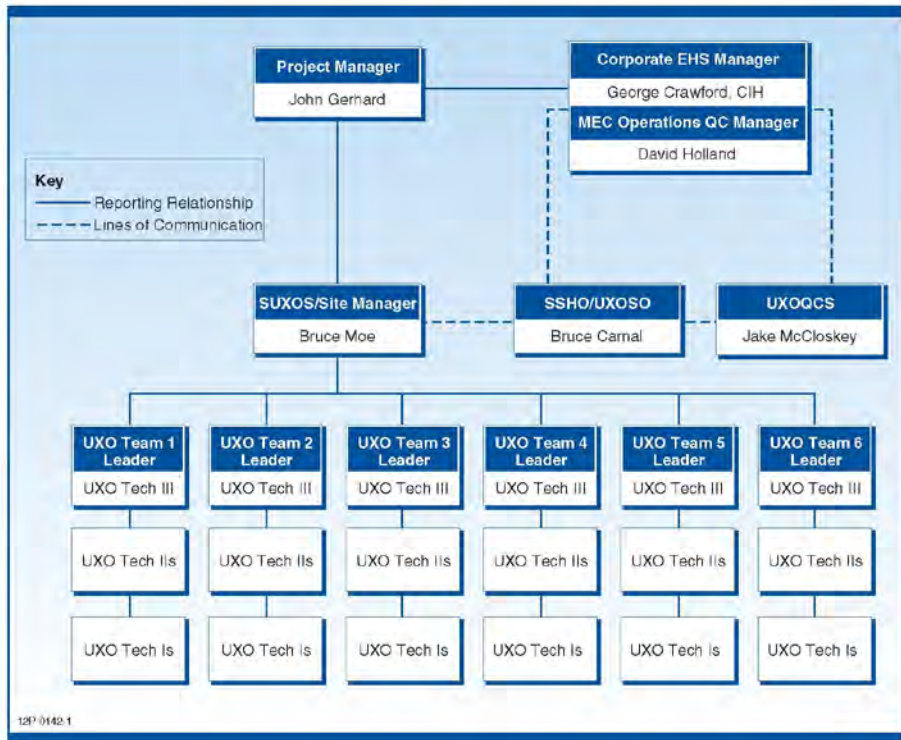 Project Manager
John Gerhard
Corporate EHS Manager
George Crawford, CIH
MEC Operations QC Manager
David Holland
Key
Reporting Relationship
Lines of Communication
SUXOS/Site Manager
Bruce Moe
SSHO/UXOSO
Bruce Carnal
UXOQCS
Jake McCloskey
UXO Team 1
Leader
UXO Tech III
UXO Tech IIs
UXO Tech Is
UXO Team 2
Leader
UXO Tech III
UXO Tech IIs
UXO Tech Is
UXO Team 3
Leader
UXO Tech III
UXO Tech IIs
UXO Tech Is
UXO Team 4
Leader
UXO Tech III
UXO Tech IIs
UXO Tech Is
UXO Team 5
Leader
UXO Tech III
UXO Tech IIs
UXO Tech Is
UXO Team 6
Leader
UXO Tech III
UXO Tech IIs
UXO Tech Is
12P-0142-1